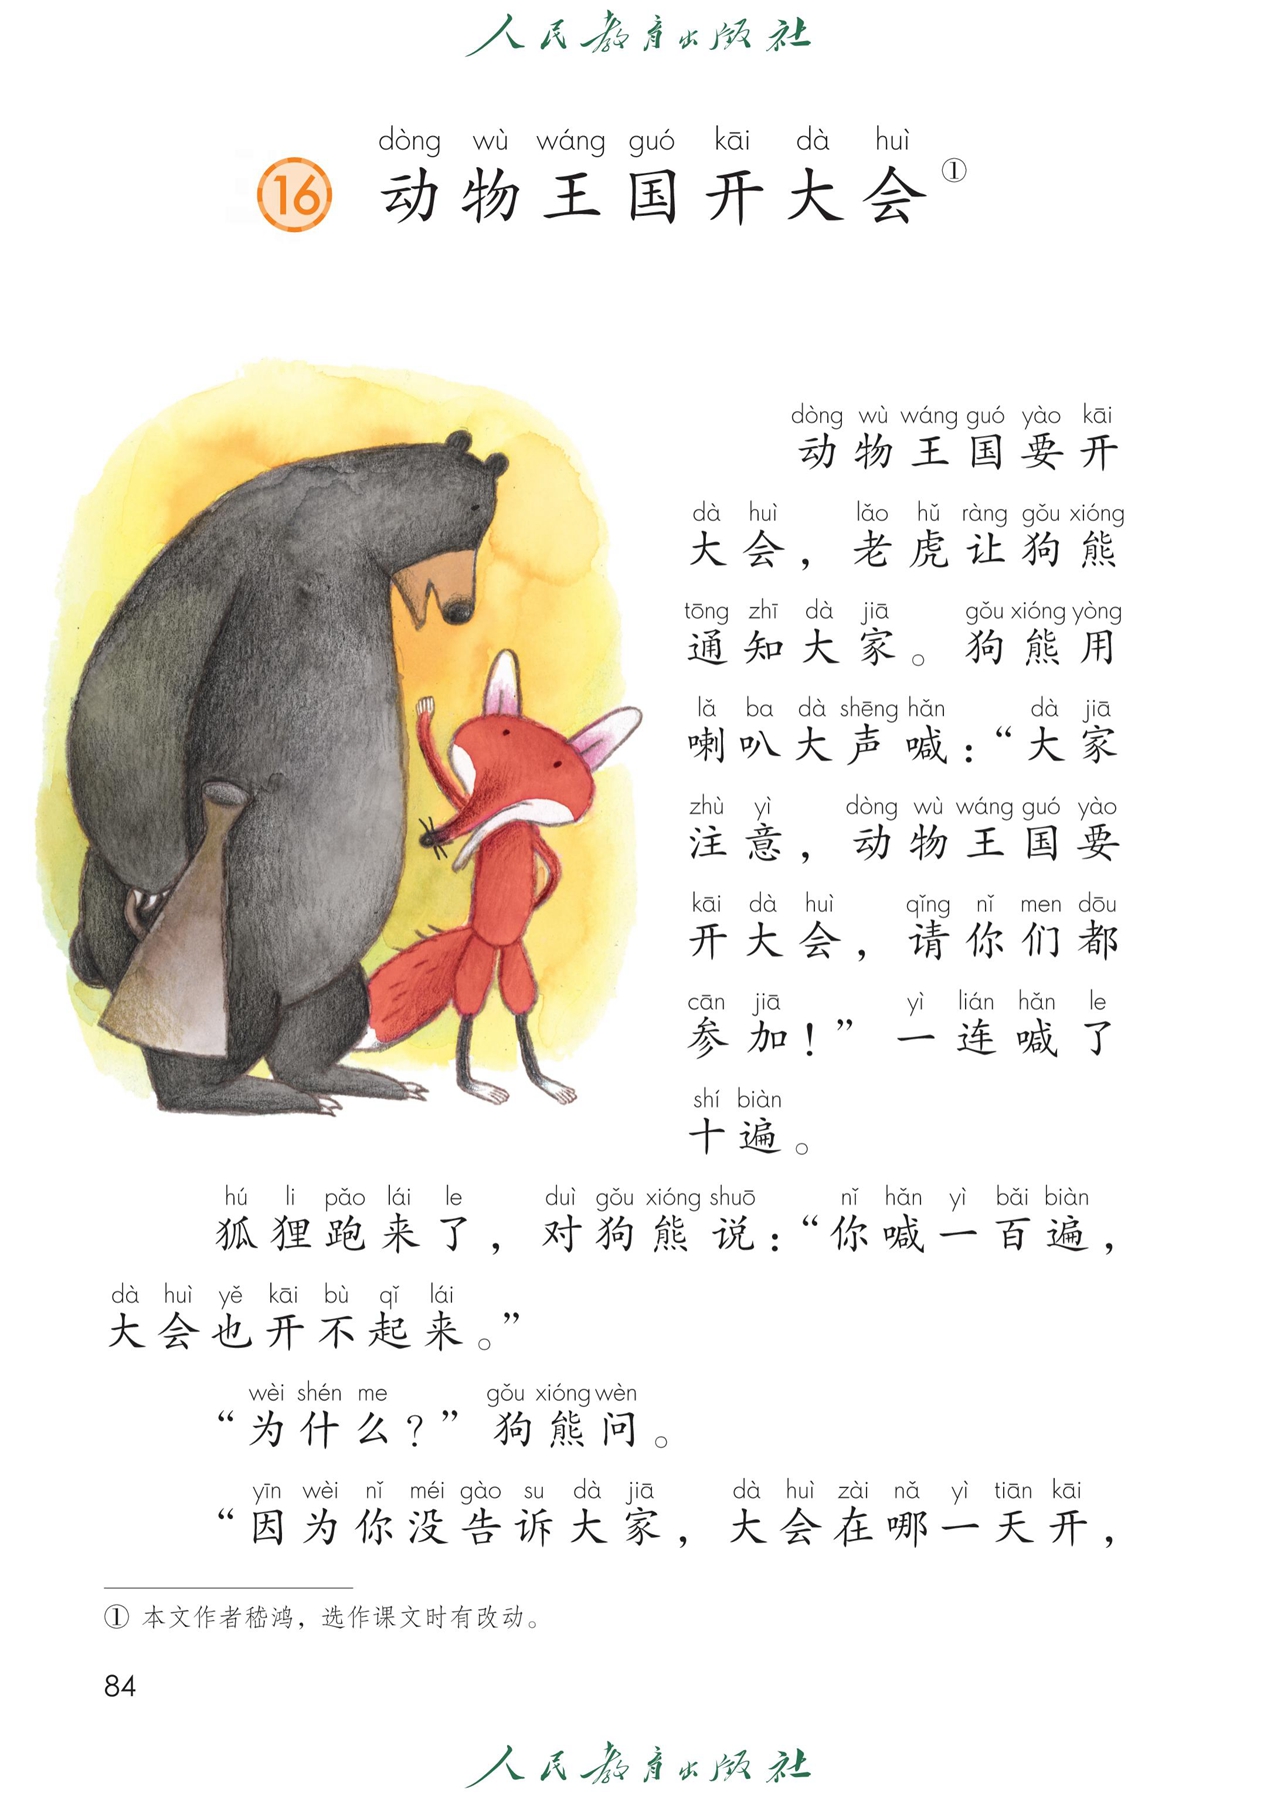 人民教育出版社
dòng wù wáng guó kāi dà huì
16 动物王国开大会①
dòng wù wáng guó yào kāi
动物王国要开
dà huì lǎo hǔ ràng gǒu xióng
大会，老虎让狗熊
tōng zhī dà jiā gǒu xióng yòng
通知大家。狗熊用
lǎ ba dà shēng hǎn dà jiā
喇叭大声喊：“大家
zhù yì dòng wù wáng guó yào
注意，动物王国要
kāi dà huì qǐng nǐ men dōu
开大会，请你们都
cān jiā yì lián hǎn le
参加！”一连喊了
shí biàn
十遍。
hú li pǎo lái le duì gǒu xióng shuō nǐ hǎn yì bǎi biàn
狐狸跑来了，对狗熊说：“你喊一百遍，
dà huì yě kāi bù qǐ lái
大会也开不起来。”
wèi shén me gǒu xióng wèn
“为什么？”狗熊问。
yīn wèi nǐ méi gào su dà jiā dà huì zài nǎ yì tiān kāi
“因为你没告诉大家，大会在哪一天开，
① 本文作者嵇鸿，选作课文时有改动。
84
人民教育出版社